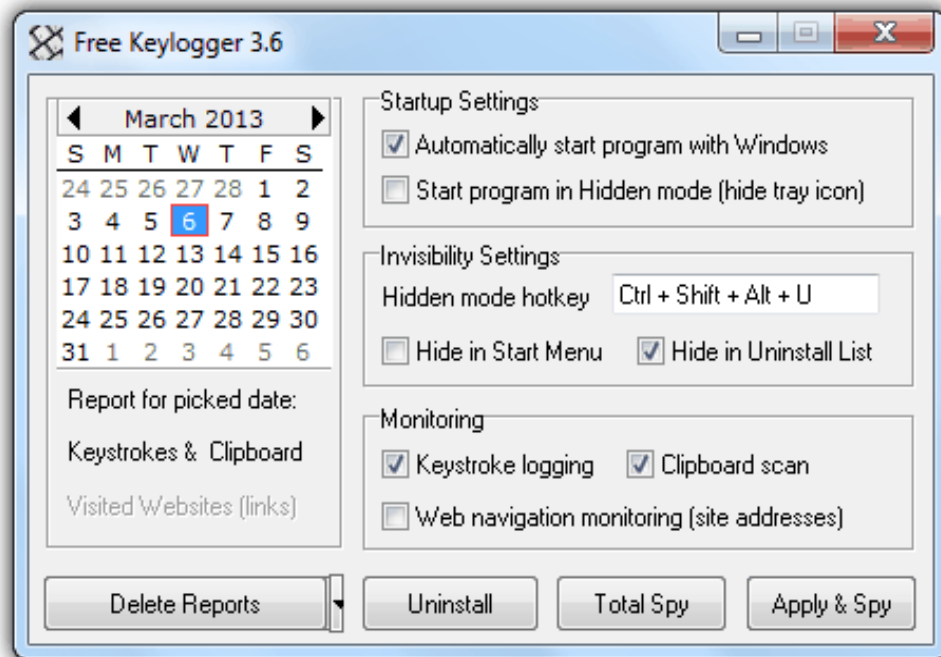 Free Keylogger 3.6
March 2013
S M T W T F S
24 25 26 27 28 1 2
3 4 5 6 7 8 9
10 11 12 13 14 15 16
17 18 19 20 21 22 23
24 25 26 27 28 29 30
31 1 2 3 4 5 6
Report for picked date:
Keystrokes & Clipboard
Visited Websites (links)
Startup Settings
Automatically start program with Windows
Start program in Hidden mode (hide tray icon)
Invisibility Settings
Hidden mode hotkey Ctrl + Shift + Alt + U
Hide in Start Menu Hide in Uninstall List
Monitoring
Keystroke logging Clipboard scan
Web navigation monitoring (site addresses)
Delete Reports Uninstall Total Spy Apply & Spy